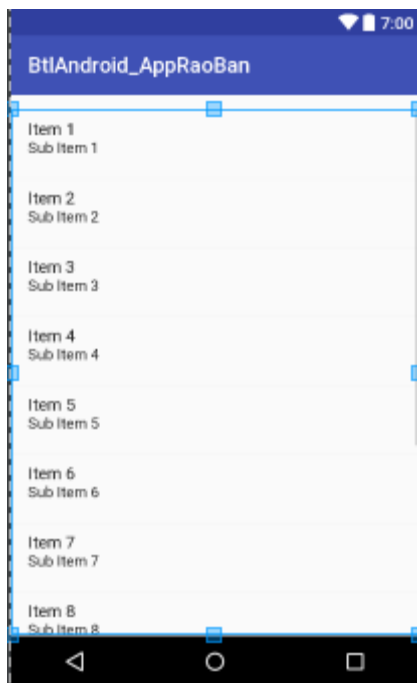 7:00
BtlAndroid_AppRaoBan
Item 1
Sub Item 1
Item 2
Sub Item 2
Item 3
Sub Item 3
Item 4
Sub Item 4
Item 5
Sub Item 5
Item 6
Sub Item 6
Item 7
Sub Item 7
Item 8
Sub Item 8